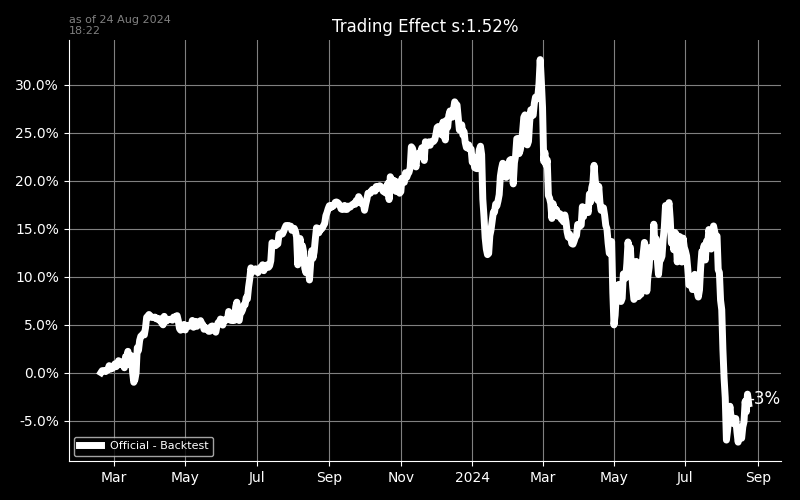 as of 24 Aug 2024
18:22
Trading Effect s:1.52%
30.0%
25.0%
20.0%
15.0%
10.0%
5.0%
0.0%
-5.0%
-3%
Official - Backtest
Mar May Jul Sep Nov 2024 Mar May Jul Sep